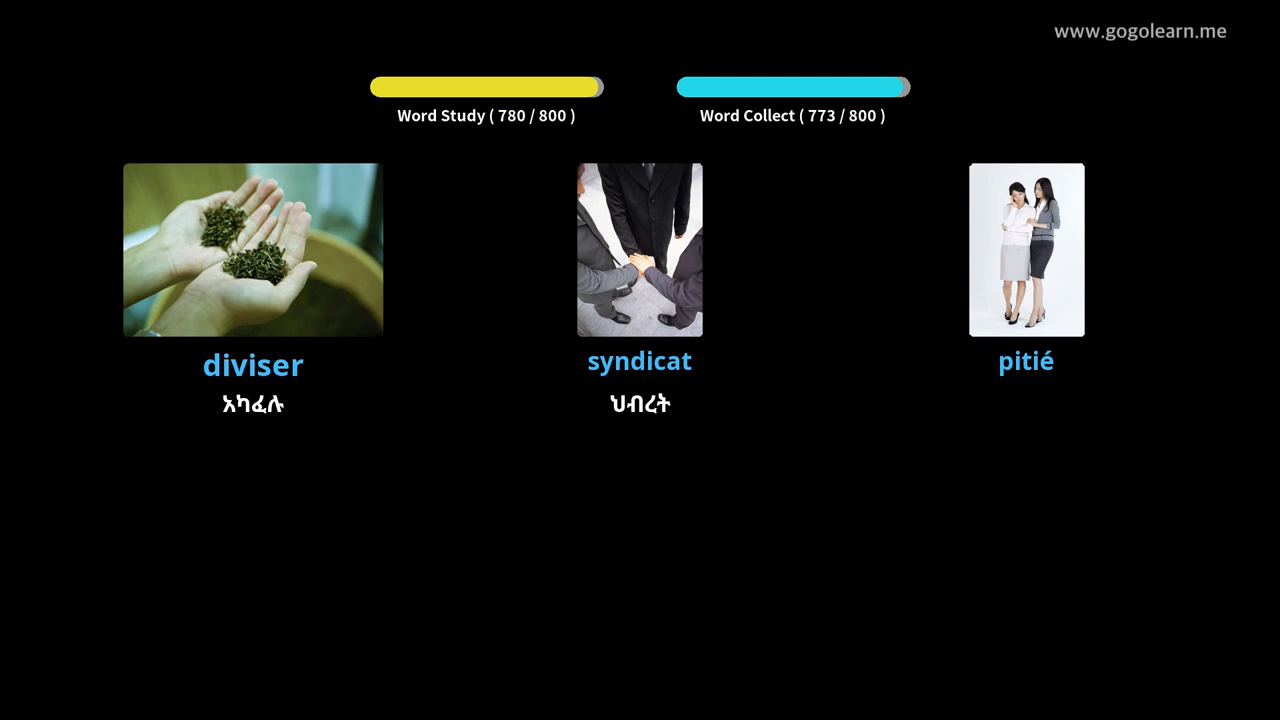 www.gogolearn.me
Word Study ( 780 / 800 )
Word Collect ( 773 / 800 )
diviser
syndicat
pitié
አካፈሉ
ህብረት